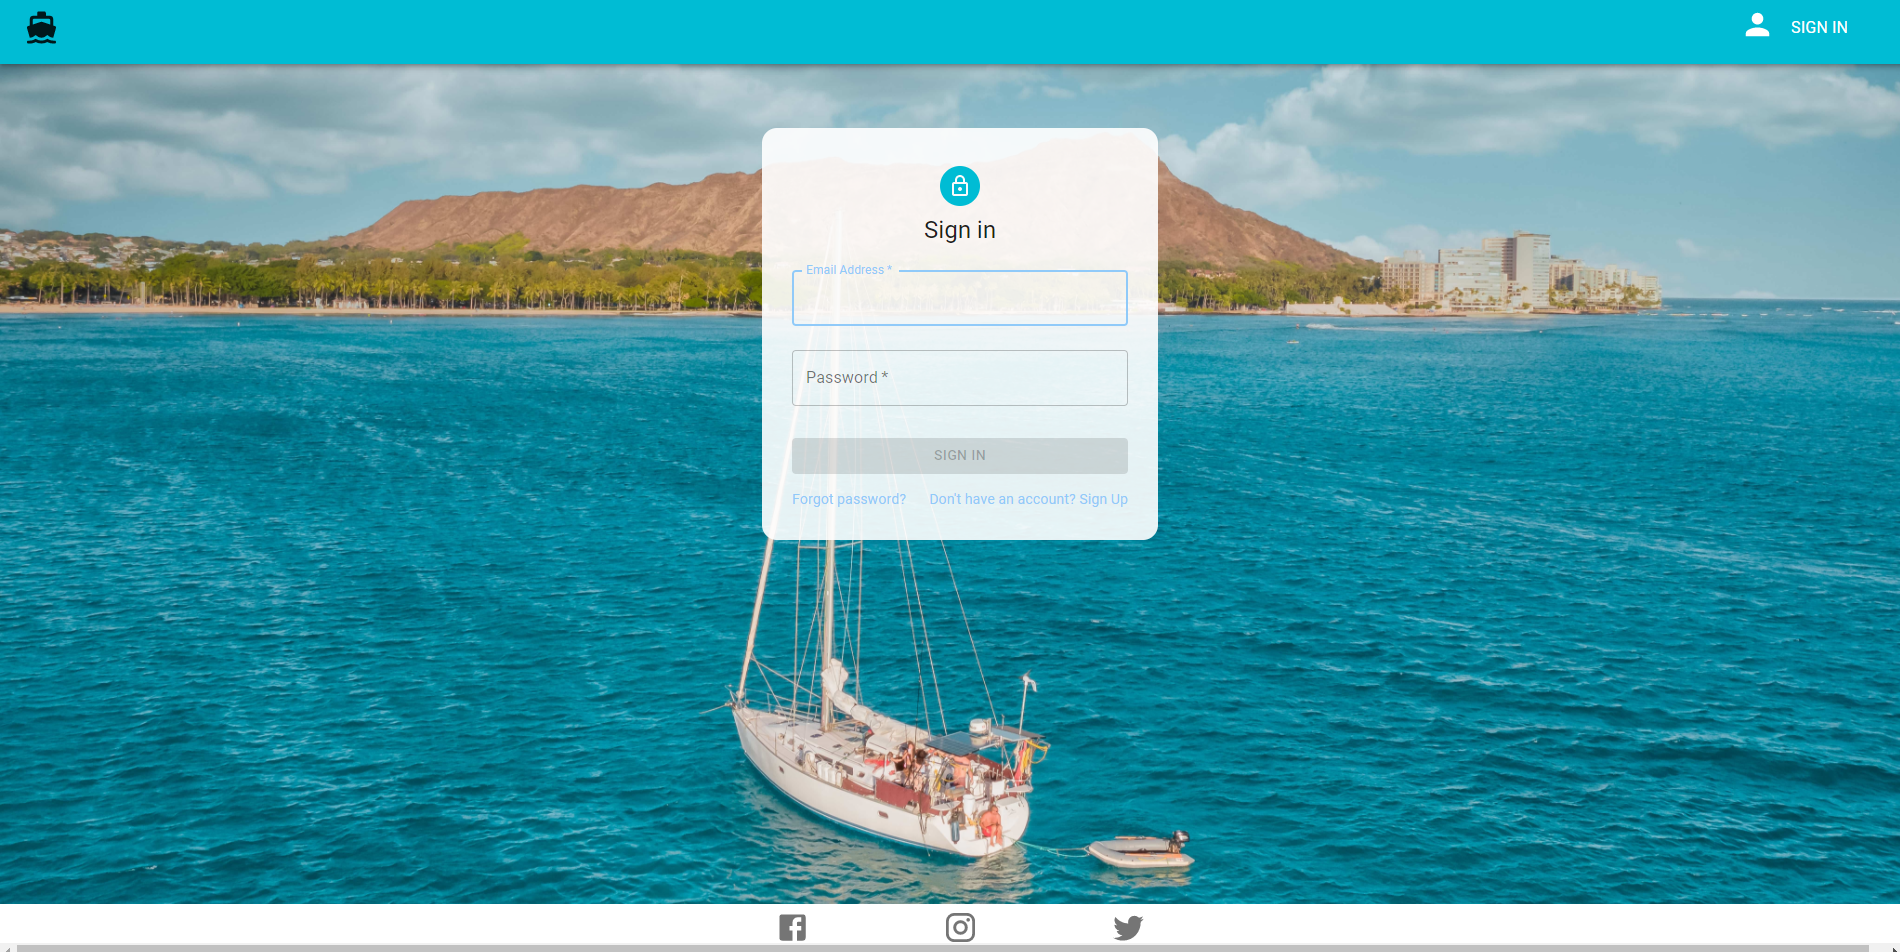 SIGN IN
Sign in
Email Address *
Password *
SIGN IN
Forgot password? Don't have an account? Sign Up